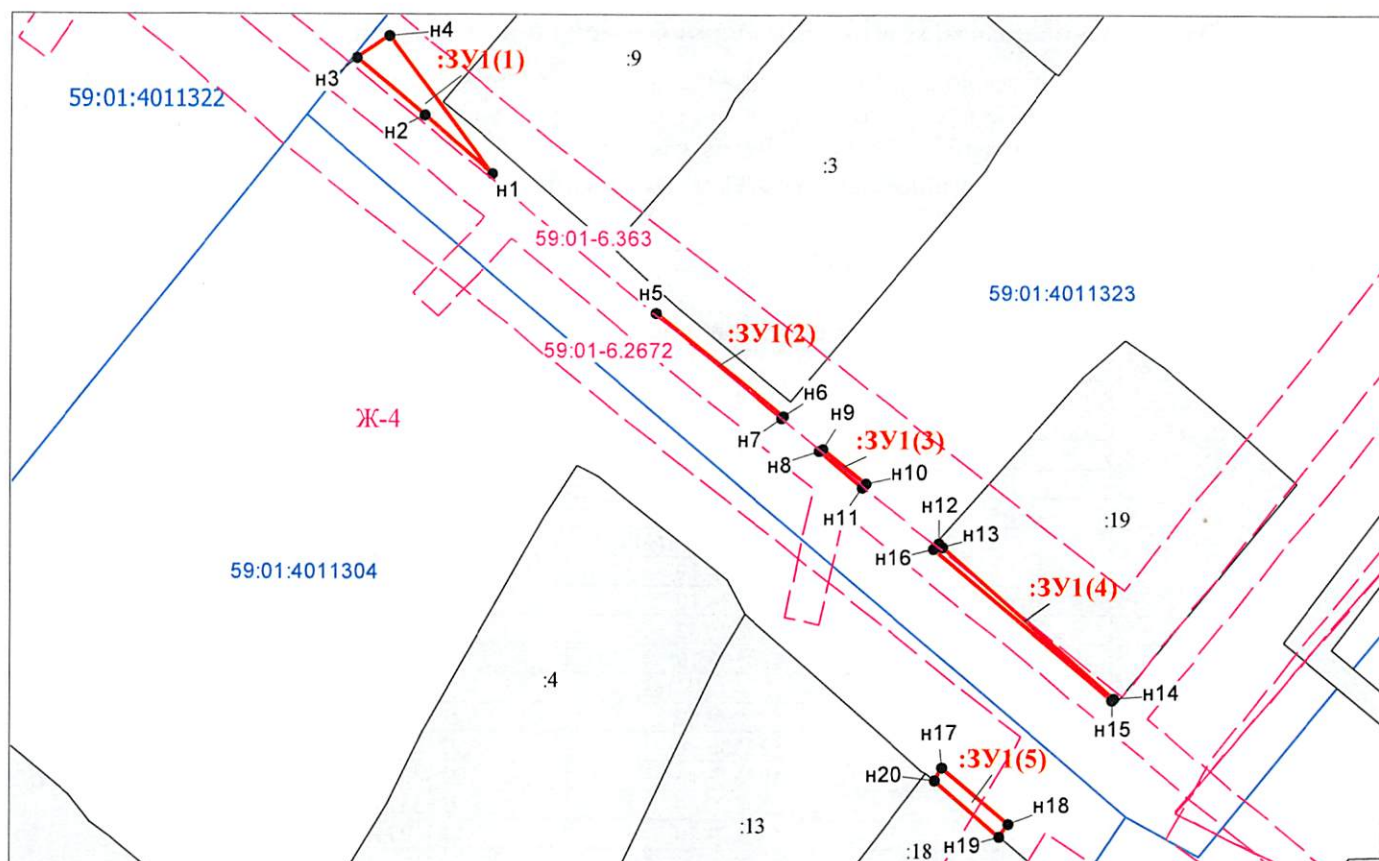 н4
:9
:ЗУ1(1)
н3
59:01:4011322
н2
:3
н1
59:01-6.363
н5
59:01:4011323
:ЗУ1(2)
59:01-6.2672
Ж-4
н6
н9
н7
:ЗУ1(3)
н8
н10
н11
н12
:19
н13
н16
59:01:4011304
:ЗУ1(4)
:4
н14
н15
н17
:ЗУ1(5)
н20
н18
:13
н19
:18